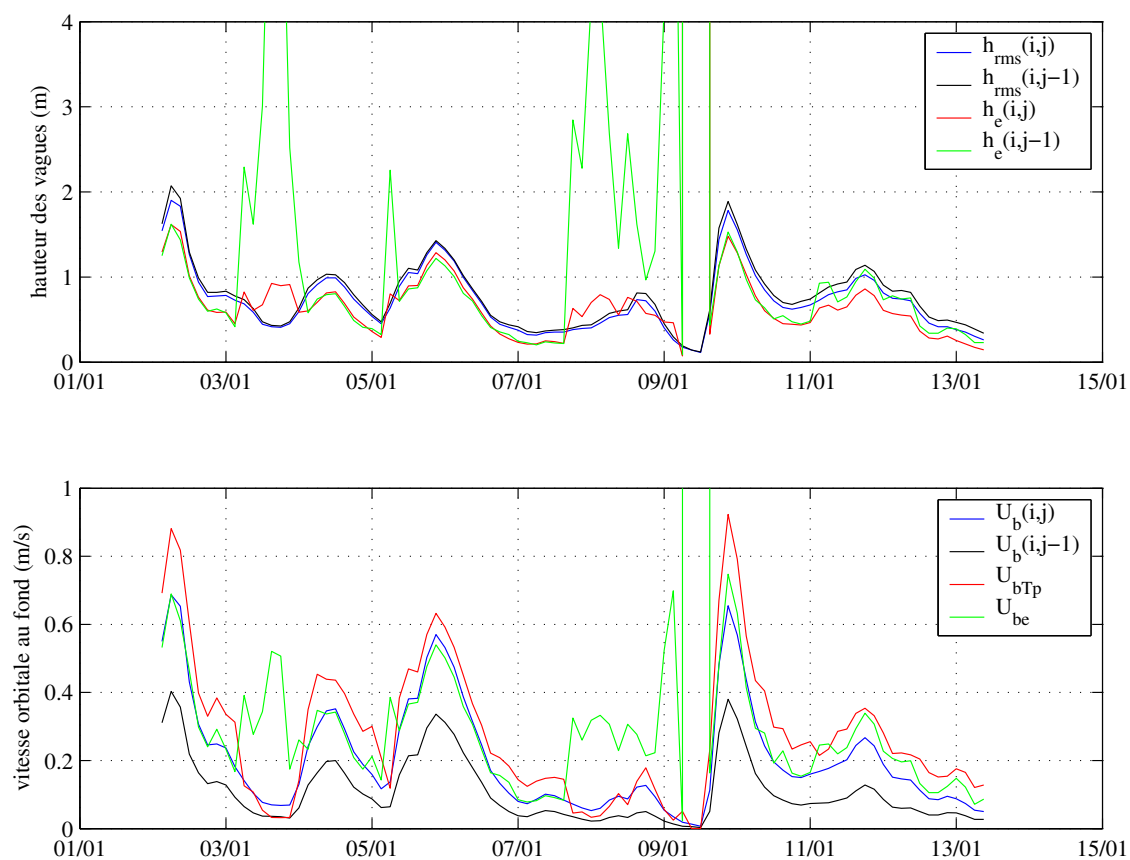 4
3
2
1
0
hauteur des vagues (m)
h_rms(i,j)
h_rms(i,j−1)
h_e(i,j)
h_e(i,j−1)
01/01 03/01 05/01 07/01 09/01 11/01 13/01 15/01
1
0.8
0.6
0.4
0.2
0
vitesse orbitale au fond (m/s)
U_b(i,j)
U_b(i,j−1)
U_bTp
U_be
01/01 03/01 05/01 07/01 09/01 11/01 13/01 15/01